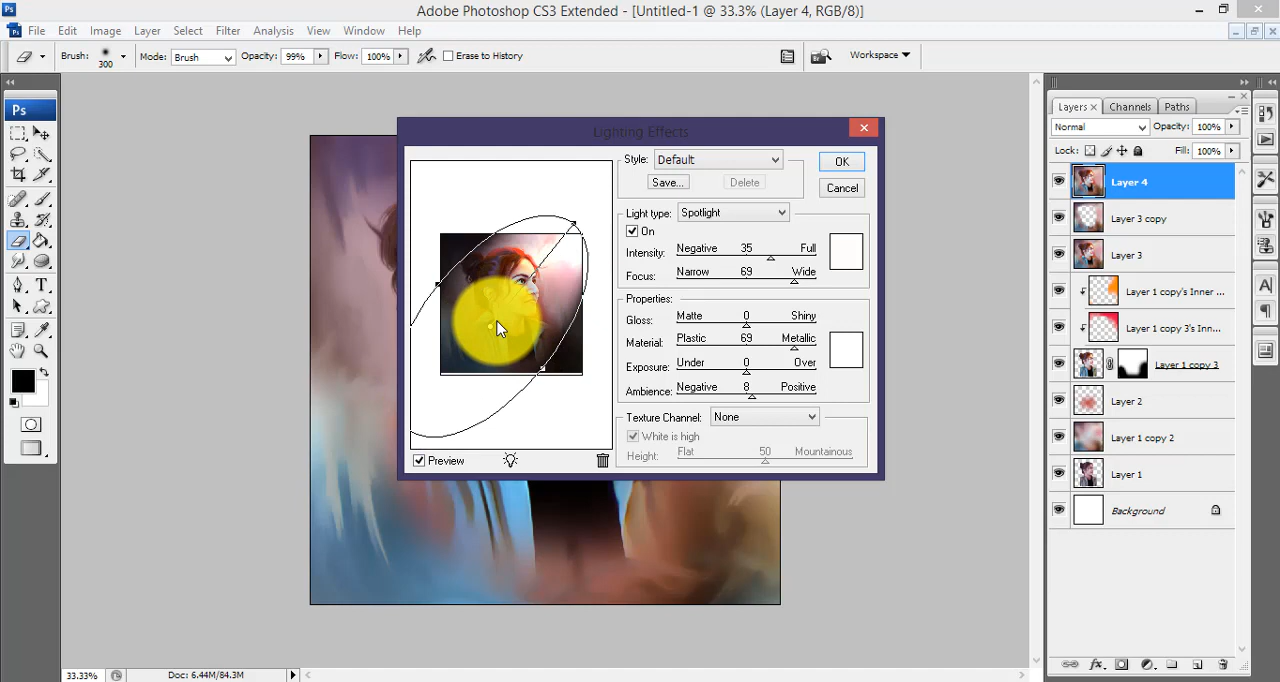 Adobe Photoshop CS3 Extended - [Untitled-1 @ 33.3% (Layer 4, RGB/8)]
Ps File Edit Image Layer Select Filter Analysis View Window Help
Brush: 300 Mode: Brush Opacity: 99% Flow: 100% Erase to History Br Workspace
Ps
T
Lighting Effects
Style: Default OK
Save... Delete Cancel
Light type: Spotlight
On
Intensity: Negative 35 Full
Focus: Narrow 69 Wide
Properties:
Gloss: Matte 0 Shiny
Material: Plastic 69 Metallic
Exposure: Under 0 Over
Ambience: Negative 8 Positive
Texture Channel: None
White is high
Height: Flat 50 Mountainous
Preview
Layers x Channels Paths
Normal Opacity: 100%
Lock: Fill: 100%
Layer 4
Layer 3 copy
Layer 3
Layer 1 copy's Inner ...
Layer 1 copy 3's Inn...
Layer 1 copy 3
Layer 2
Layer 1 copy 2
Layer 1
Background
A
fx
33.33% Doc: 6.44M/84.3M